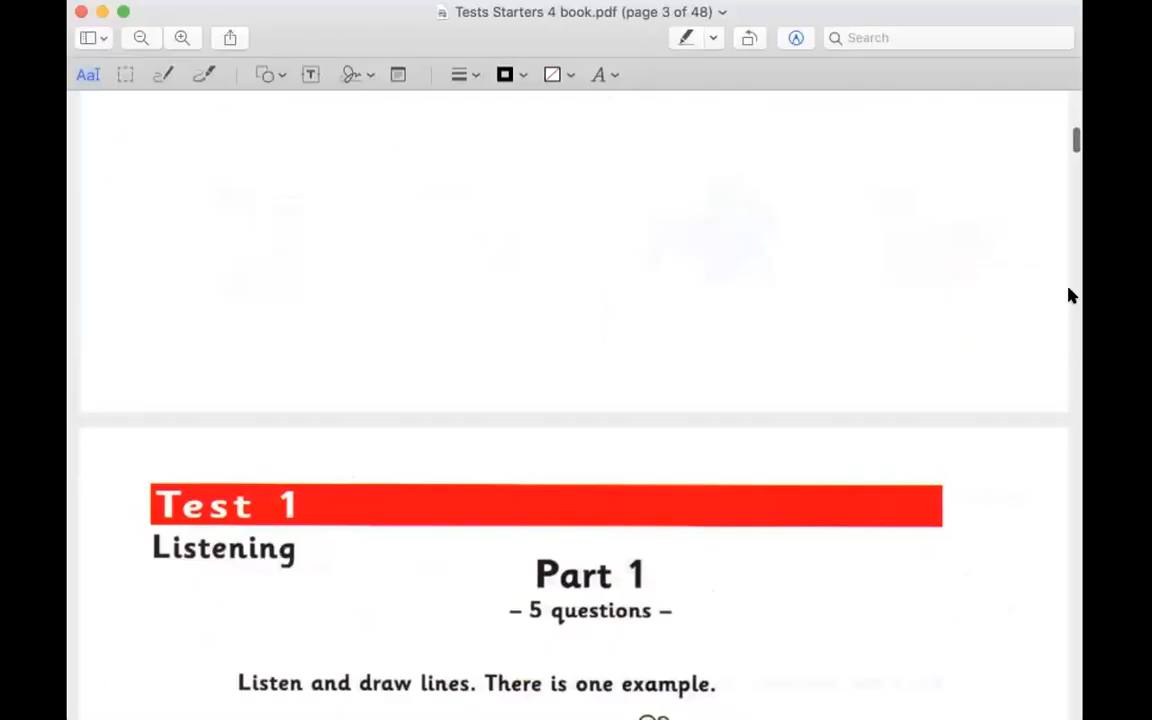 Tests Starters 4 book.pdf (page 3 of 48)
Search
AaI
T
A
Test 1
Listening
Part 1
– 5 questions –
Listen and draw lines. There is one example.